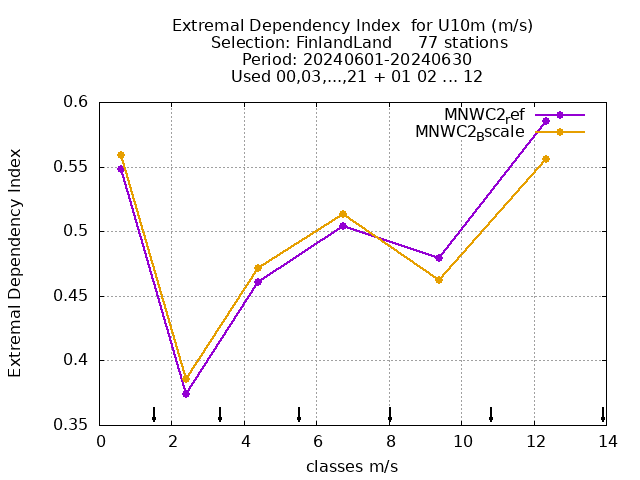 Extremal Dependency Index  for U10m (m/s)
Selection: FinlandLand     77 stations
Period: 20240601-20240630
Used 00,03,...,21 + 01 02 ... 12
MNWC2ref
MNWC2Bscale
0.6
0.55
0.5
0.45
0.4
0.35
Extremal Dependency Index
0 2 4 6 8 10 12 14
classes m/s